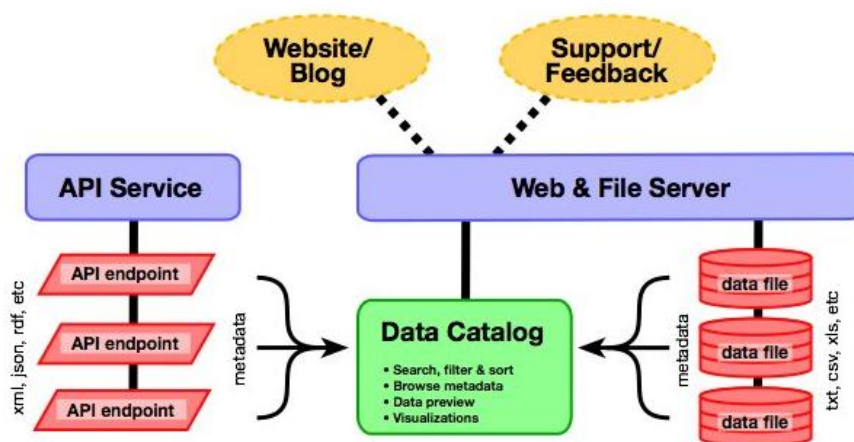 Website/
Blog
Support/
Feedback
API Service
Web & File Server
API endpoint
API endpoint
API endpoint
xml, json, rdf, etc
metadata
Data Catalog
• Search, filter & sort
• Browse metadata
• Data preview
• Visualizations
metadata
data file
data file
data file
txt, csv, xls, etc